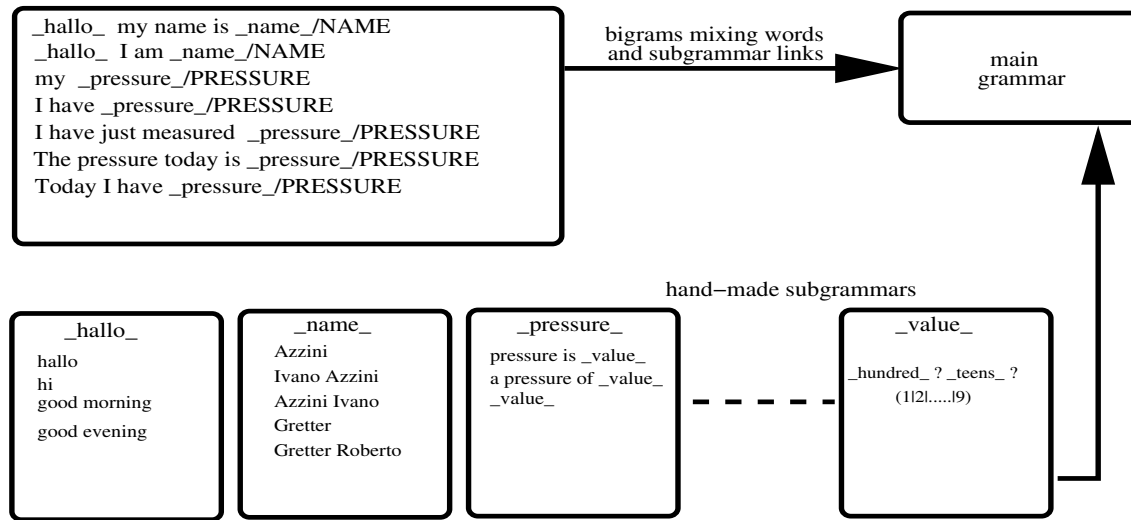 _hallo_ my name is _name_/NAME
_hallo_ I am _name_/NAME
my _pressure_/PRESSURE
I have _pressure_/PRESSURE
I have just measured _pressure_/PRESSURE
The pressure today is _pressure_/PRESSURE
Today I have _pressure_/PRESSURE
bigrams mixing words
and subgrammar links
main
grammar
hand−made subgrammars
_hallo_
hallo
hi
good morning
good evening
_name_
Azzini
Ivano Azzini
Azzini Ivano
Gretter
Gretter Roberto
_pressure_
pressure is _value_
a pressure of _value_
_value_
_value_
_hundred_ ? _teens_ ?
(1|2|.....|9)